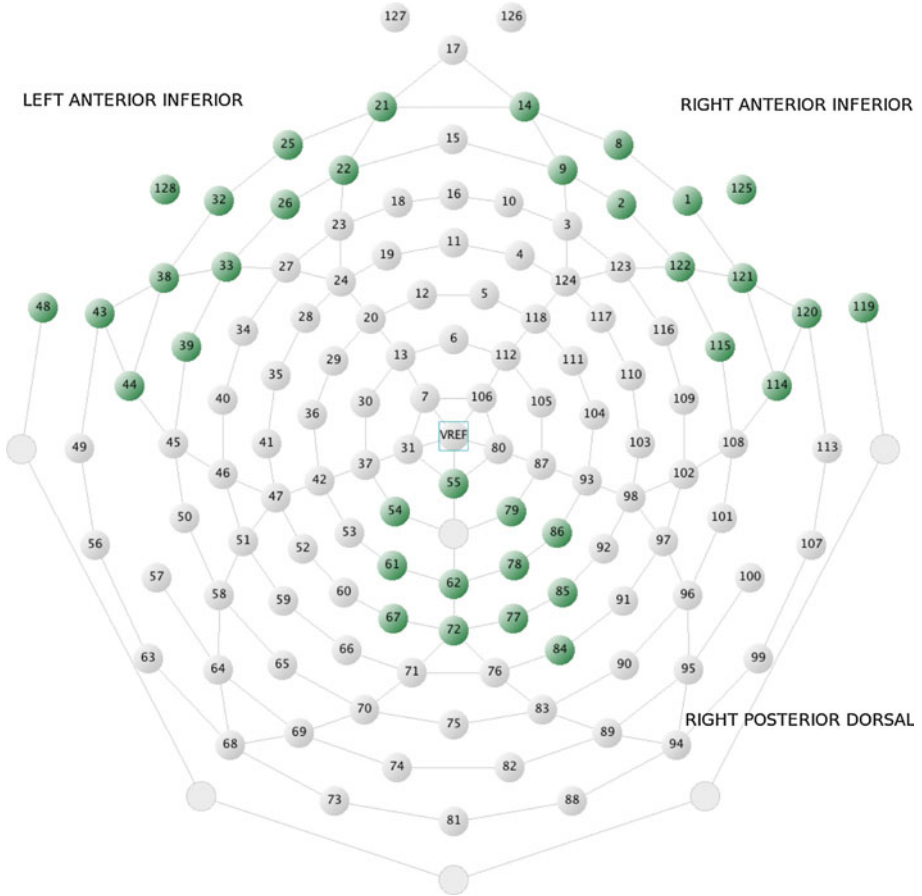 127 126
17
LEFT ANTERIOR INFERIOR 21 14 RIGHT ANTERIOR INFERIOR
25 15 8
22 9
128 32 26 18 16 10 2 1 125
23 3
38 33 27 19 11 4 123 122 121
24 124
48 43 34 28 20 12 5 118 117 116 120 119
39 13 6 112 115
44 35 29 111 110 114
40 36 30 7 106 105 104 109
45 41 31 VREF 80 103 108
49 46 42 37 87 93 102 113
47 55 98
50 54 79 101
56 51 53 86 97 107
52 92
57 61 62 78 100
58 59 60 85 91 96
67 72 77
63 65 66 84 90 99
64 71 76 95
70 83
69 75 89 RIGHT POSTERIOR DORSAL
68 94
74 82
73 88
81